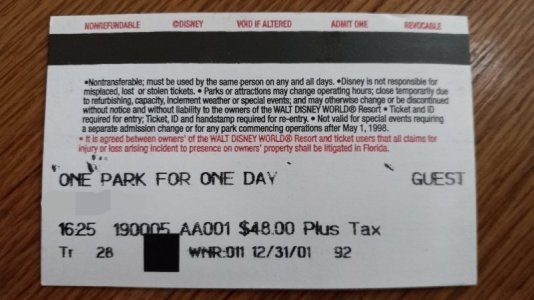 NONREFUNDABLE ©DISNEY VOID IF ALTERED ADMIT ONE REVOCABLE
•Nontransferable; must be used by the same person on any and all days. •Disney is not responsible for
misplaced, lost or stolen tickets. • Parks or attractions may change operating hours; close temporarily due
to refurbishing, capacity, inclement weather or special events; and may otherwise change or be discontinued
without notice and without liability to the owners of the WALT DISNEY WORLD® Resort • Ticket and ID
required for entry; Ticket, ID and handstamp required for re-entry. • Not valid for special events requiring
a separate admission charge or for any park commencing operations after May 1, 1998.
• It is agreed between owners' of the WALT DISNEY WORLD® Resort and ticket users that all claims for
injury or loss arising incident to presence on owners' property shall be litigated in Florida.
ONE PARK FOR ONE DAY GUEST
1625 190005 AA001 $48.00 Plus Tax
Tr 28 WNR:011 12/31/01 92